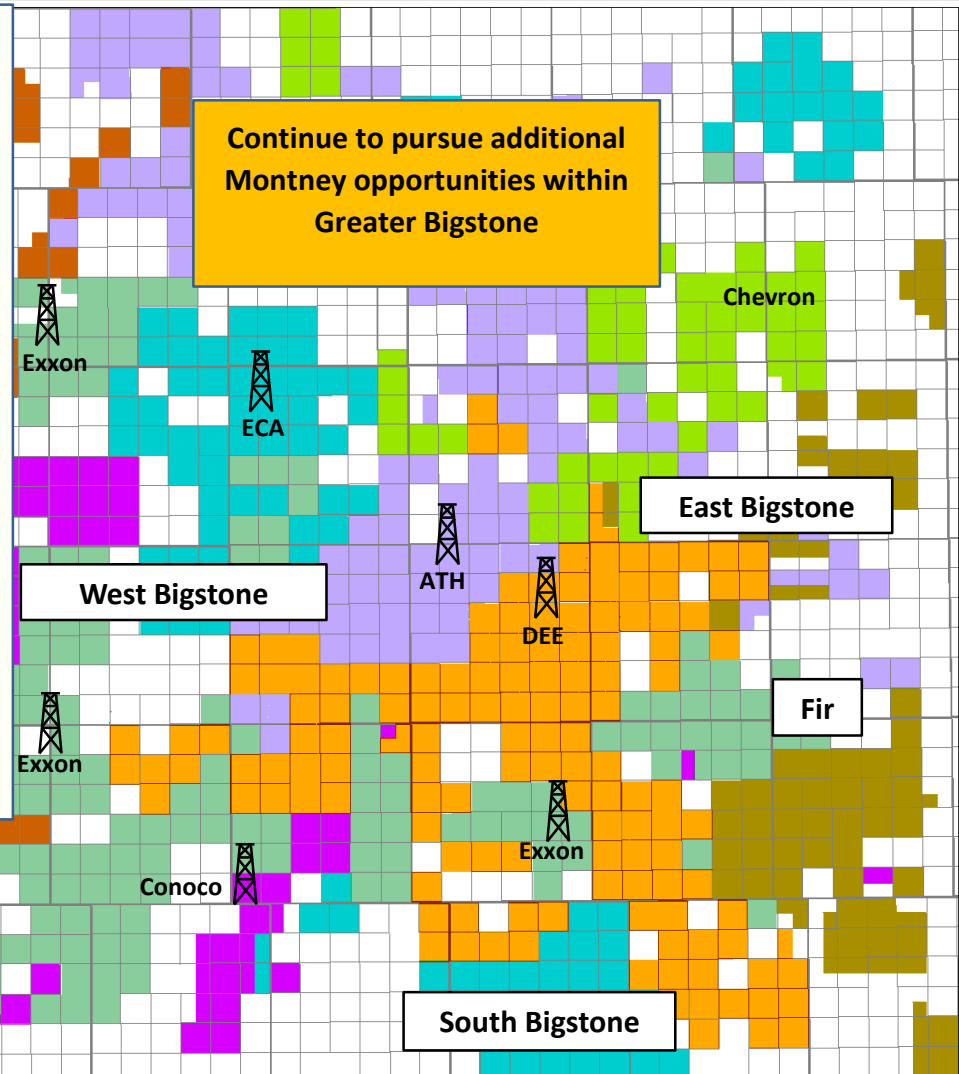 Continue to pursue additional
Montney opportunities within
Greater Bigstone
Chevron
Exxon
ECA
East Bigstone
ATH
West Bigstone
DEE
Fir
Exxon
Exxon
Conoco
South Bigstone